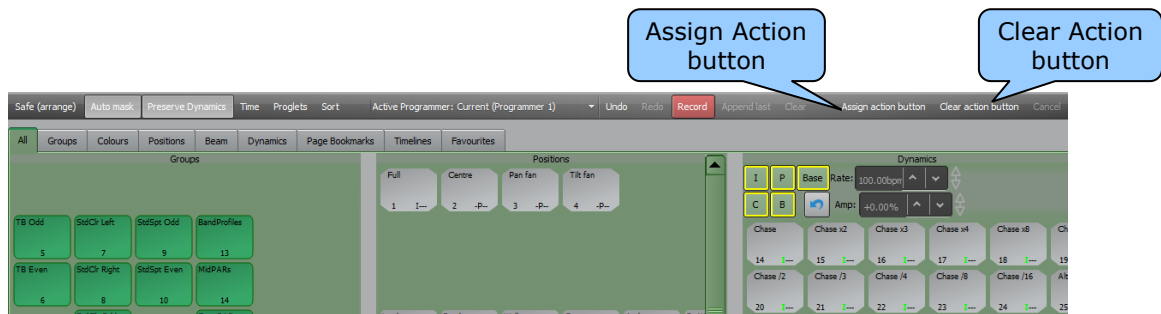 Assign Action
button
Clear Action
button
Safe (arrange) Auto mask Preserve Dynamics Time Proglets Sort Active Programmer: Current (Programmer 1) Undo Redo Record Append last Clear Assign action button Clear action button Cancel
All Groups Colours Positions Beam Dynamics Page Bookmarks Timelines Favourites
Groups Positions Dynamics
Full Centre Pan fan Tilt fan
1 I--- 2 -P-- 3 -P-- 4 -P--
I P Base Rate: 100.00bpm
C B Amp: +0.00%
TB Odd StdClr Left StdSpt Odd BandProfiles
5 7 9 13
Chase Chase x2 Chase x3 Chase x4 Chase x8 Ch
14 I--- 15 I--- 16 I--- 17 I--- 18 I--- 19
TB Even StdClr Right StdSpt Even MidPARs
6 8 10 14
Chase /2 Chase /3 Chase /4 Chase /8 Chase /16 Alt
20 I--- 21 I--- 22 I--- 23 I--- 24 I--- 25